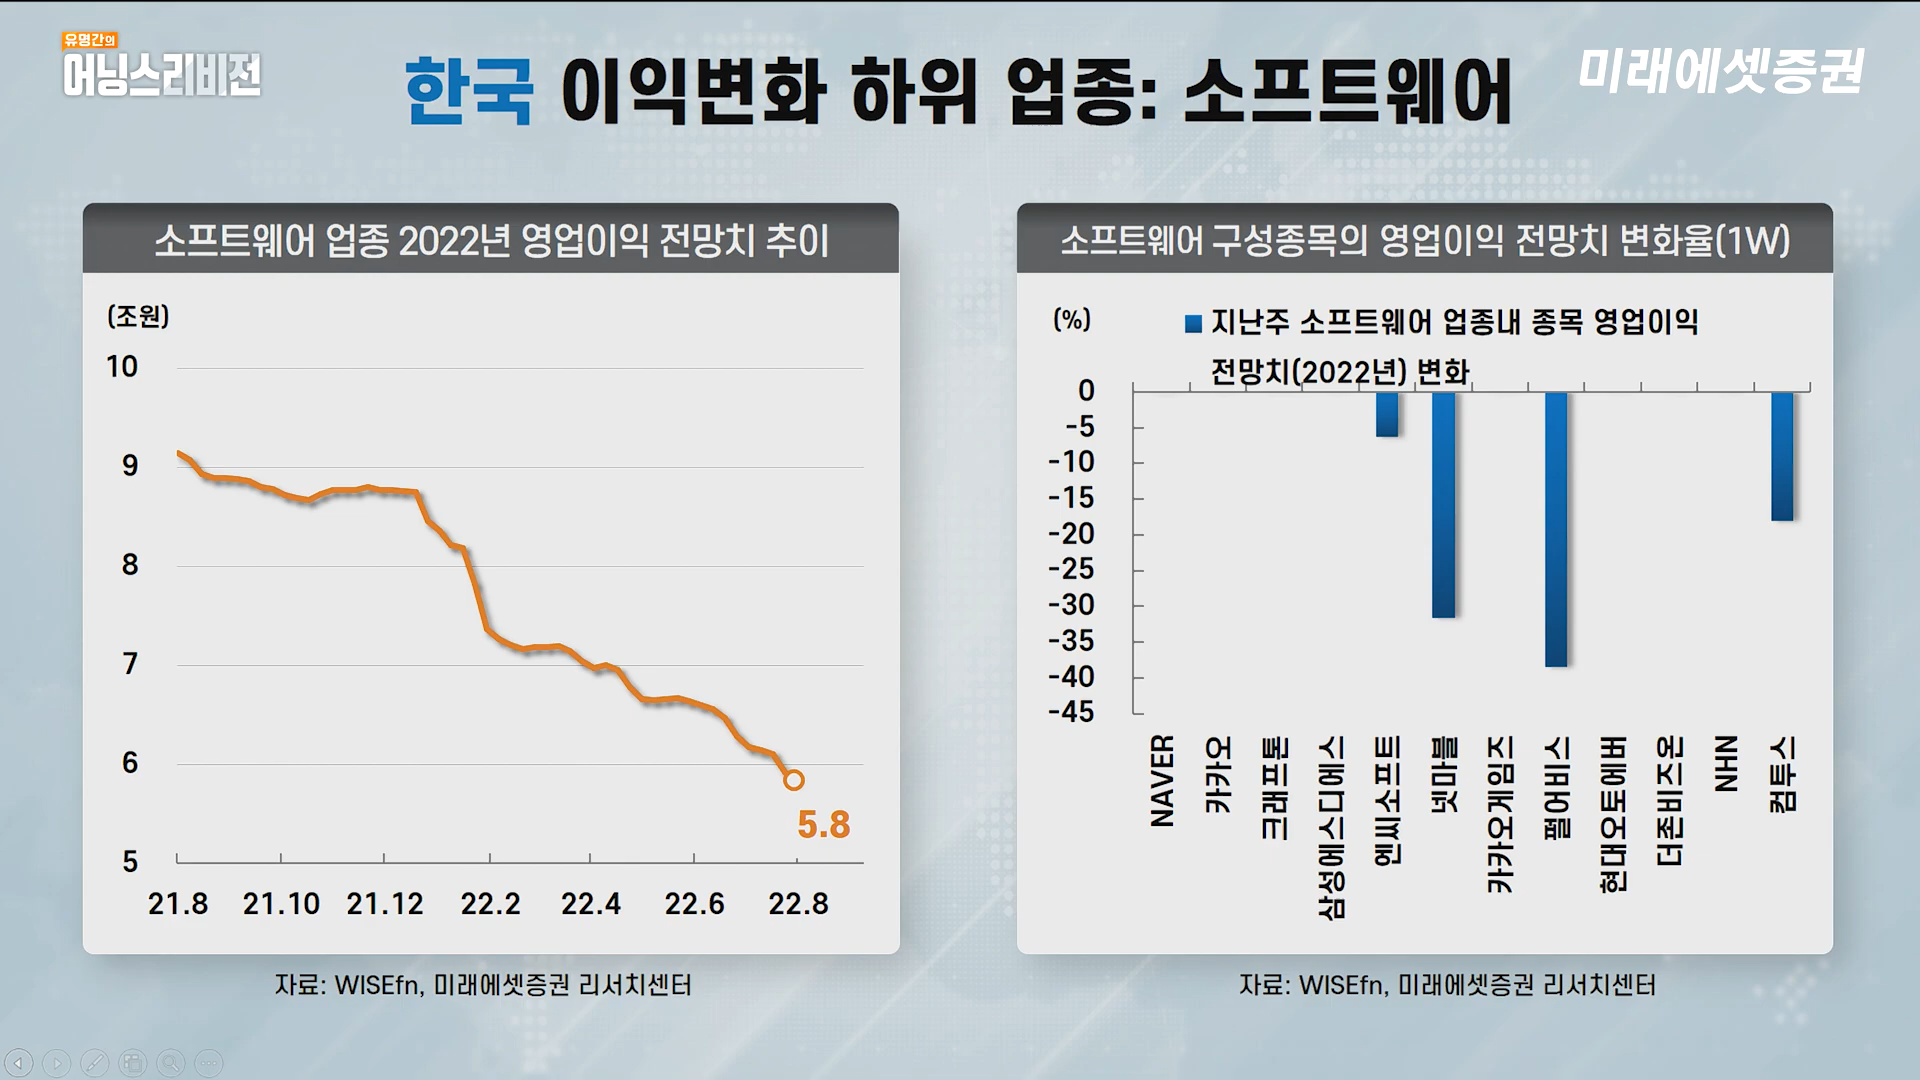 유명간의
어닝스리비전
한국 이익변화 하위 업종: 소프트웨어
미래에셋증권
소프트웨어 업종 2022년 영업이익 전망치 추이
(조원)
10
9
8
7
6
5
5.8
21.8 21.10 21.12 22.2 22.4 22.6 22.8
자료: WISEfn, 미래에셋증권 리서치센터
소프트웨어 구성종목의 영업이익 전망치 변화율(1W)
(%)
지난주 소프트웨어 업종내 종목 영업이익
전망치(2022년) 변화
0
-5
-10
-15
-20
-25
-30
-35
-40
-45
NAVER
카카오
크래프톤
삼성에스디에스
엔씨소프트
넷마블
카카오게임즈
펄어비스
현대오토에버
더존비즈온
NHN
컴투스
자료: WISEfn, 미래에셋증권 리서치센터